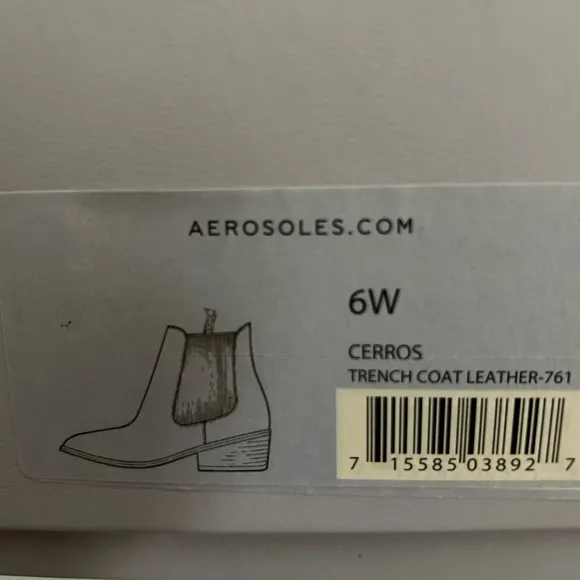 AEROSOLES.COM
6W
CERROS
TRENCH COAT LEATHER-761
7 15585 03892 7